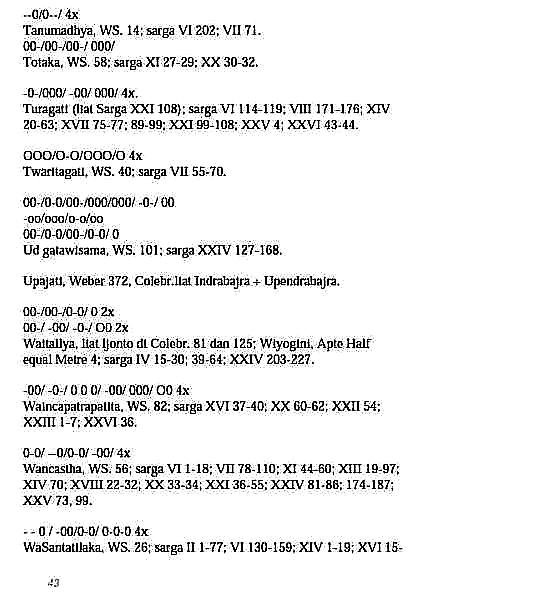 --0/0--/ 4x
Tanumadhya, WS. 14; sarga VI 202; VII 71.
00-/00-/00-/ 000/
Totaka, WS. 58; sarga XI 27-29; XX 30-32.
-0-/000/ -00/ 000/ 4x.
Turagati (liat Sarga XXI 108); sarga VI 114-119; VIII 171-176; XIV
20-63; XVII 75-77; 89-99; XXI 99-108; XXV 4; XXVI 43-44.
OOO/O-O/OOO/O 4x
Twaritagati, WS. 40; sarga VII 55-70.
00-/0-0/00-/000/000/ -0-/ 00
-oo/ooo/o-o/oo
00-/0-0/00-/0-0/ 0
Ud gatawisama, WS. 101; sarga XXIV 127-168.
Upajati, Weber 372, Colebr.liat Indrabajra + Upendrabajra.
00-/00-/0-0/ 0 2x
00-/ -00/ -0-/ O0 2x
Waitaliya, liat Ijonto di Colebr. 81 dan 125; Wiyogini, Apte Half
equal Metre 4; sarga IV 15-30; 39-64; XXIV 203-227.
-00/ -0-/ 0 0 0/ -00/ 000/ O0 4x
Waincapatrapatita, WS. 82; sarga XVI 37-40; XX 60-62; XXII 54;
XXIII 1-7; XXVI 36.
0-0/ --0/0-0/ -00/ 4x
Wancastha, WS. 56; sarga VI 1-18; VII 78-110; XI 44-60; XIII 19-97;
XIV 70; XVIII 22-32; XX 33-34; XXI 36-55; XXIV 81-86; 174-187;
XXV 73, 99.
- - 0 / -00/0-0/ 0-0-0 4x
WaSantatilaka, WS. 26; sarga II 1-77; VI 130-159; XIV 1-19; XVI 15-
43